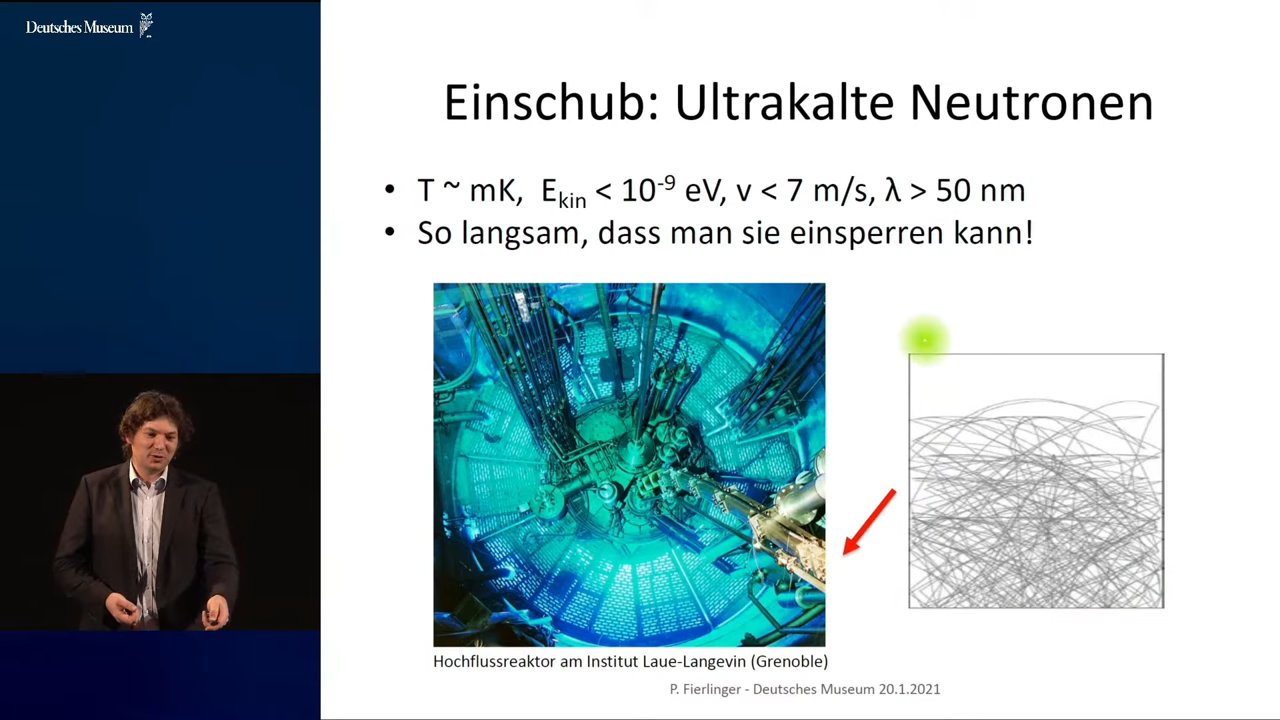 Deutsches Museum
Einschub: Ultrakalte Neutronen
• T ~ mK, Ekin < 10-9 eV, v < 7 m/s, λ > 50 nm
• So langsam, dass man sie einsperren kann!
Hochflussreaktor am Institut Laue-Langevin (Grenoble)
P. Fierlinger - Deutsches Museum 20.1.2021